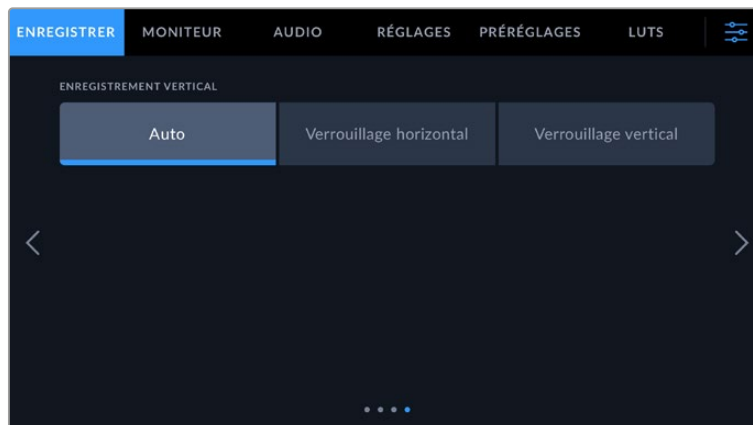 ENREGISTRER MONITEUR AUDIO RÉGLAGES PRÉRÉGLAGES LUTS
ENREGISTREMENT VERTICAL
Auto Verrouillage horizontal Verrouillage vertical